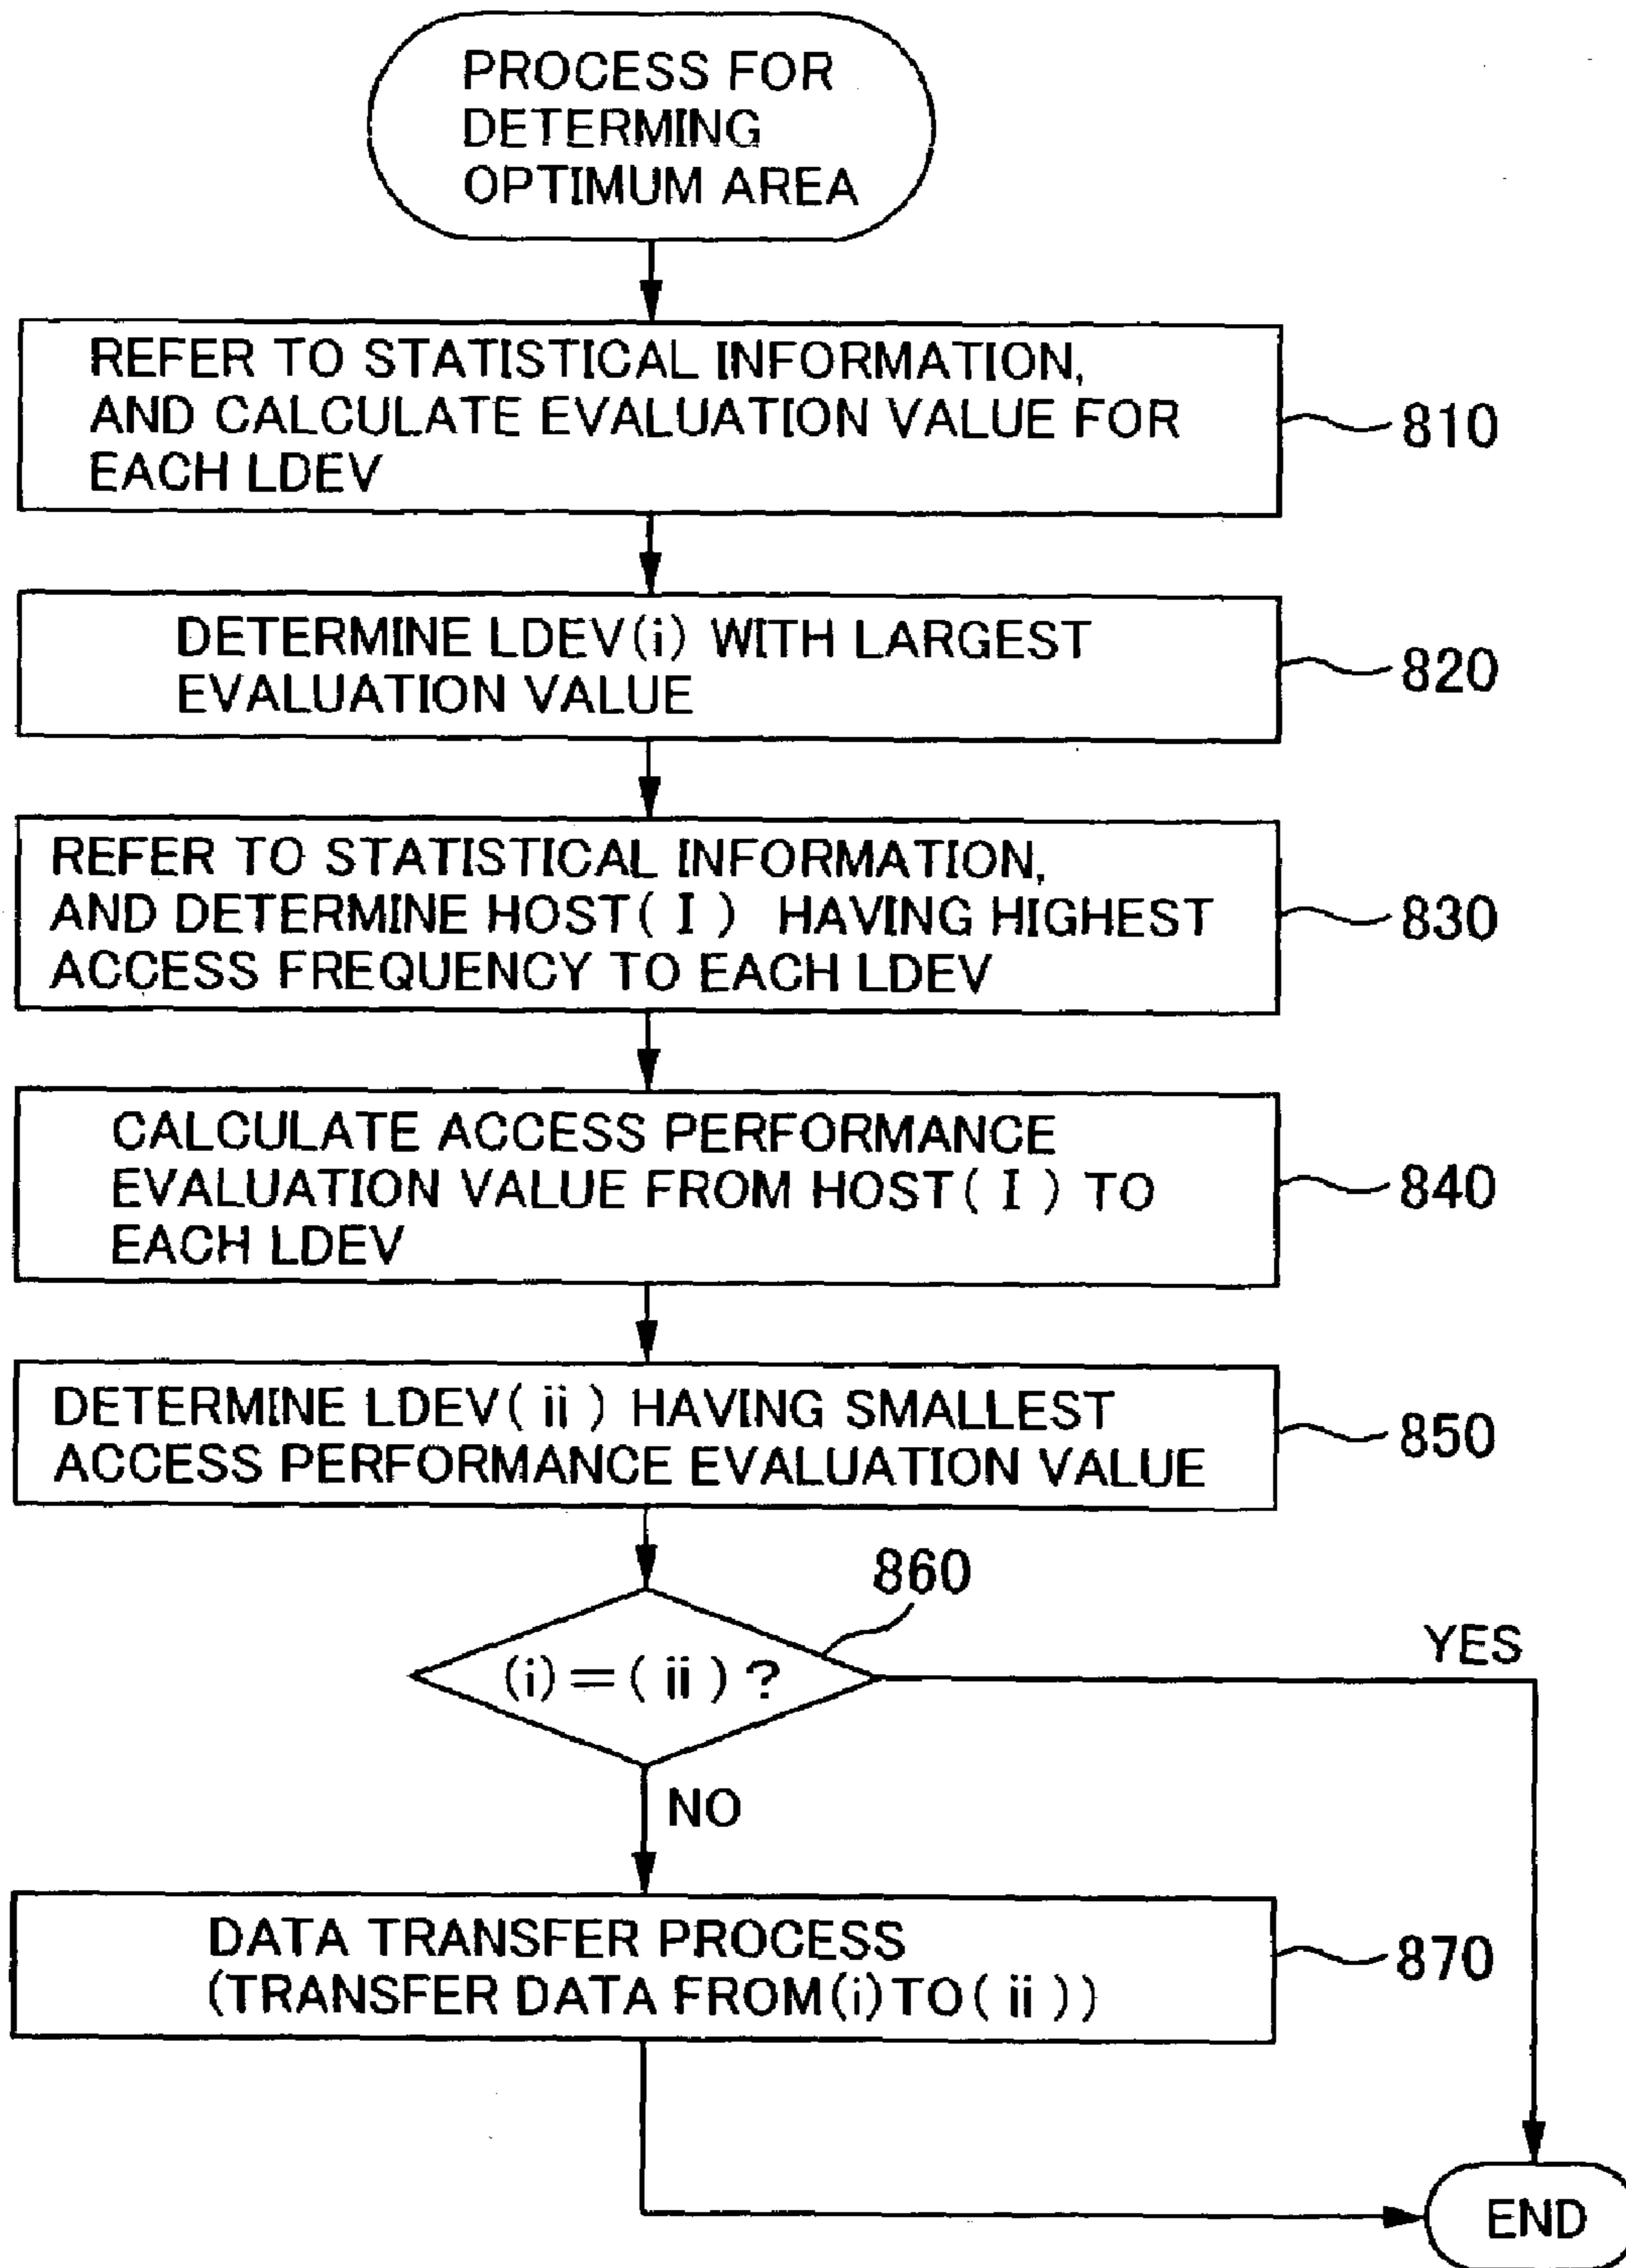 PROCESS FOR
DETERMING
OPTIMUM AREA
REFER TO STATISTICAL INFORMATION,
AND CALCULATE EVALUATION VALUE FOR
EACH LDEV
810
DETERMINE LDEV(i) WITH LARGEST
EVALUATION VALUE
820
REFER TO STATISTICAL INFORMATION,
AND DETERMINE HOST( I ) HAVING HIGHEST
ACCESS FREQUENCY TO EACH LDEV
830
CALCULATE ACCESS PERFORMANCE
EVALUATION VALUE FROM HOST( I ) TO
EACH LDEV
840
DETERMINE LDEV( ii ) HAVING SMALLEST
ACCESS PERFORMANCE EVALUATION VALUE
850
860
(i)=( ii )?
YES
NO
DATA TRANSFER PROCESS
(TRANSFER DATA FROM(i)TO( ii ))
870
END